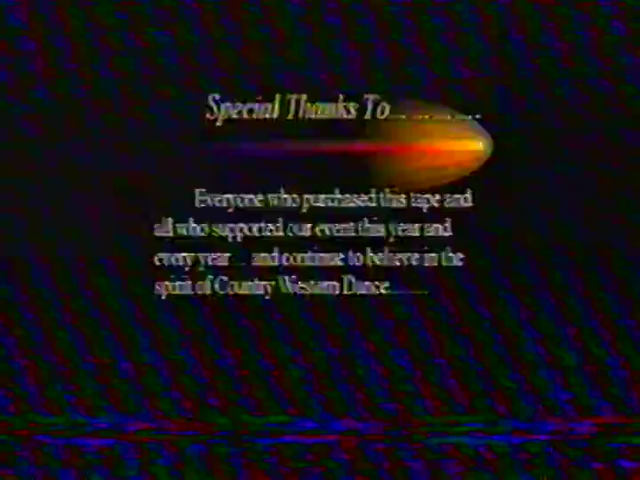 Special Thanks To..............
Everyone who purchased this tape and
all who supported our event this year and
every year ... and continue to believe in the
spirit of Country Western Dance..........